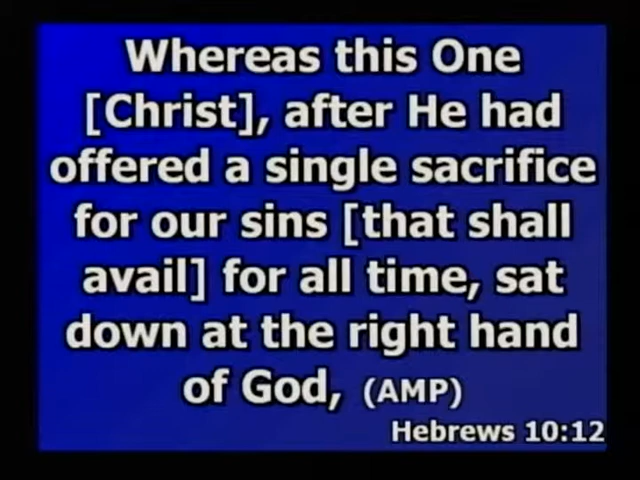 Whereas this One
[Christ], after He had
offered a single sacrifice
for our sins [that shall
avail] for all time, sat
down at the right hand
of God, (AMP)
Hebrews 10:12